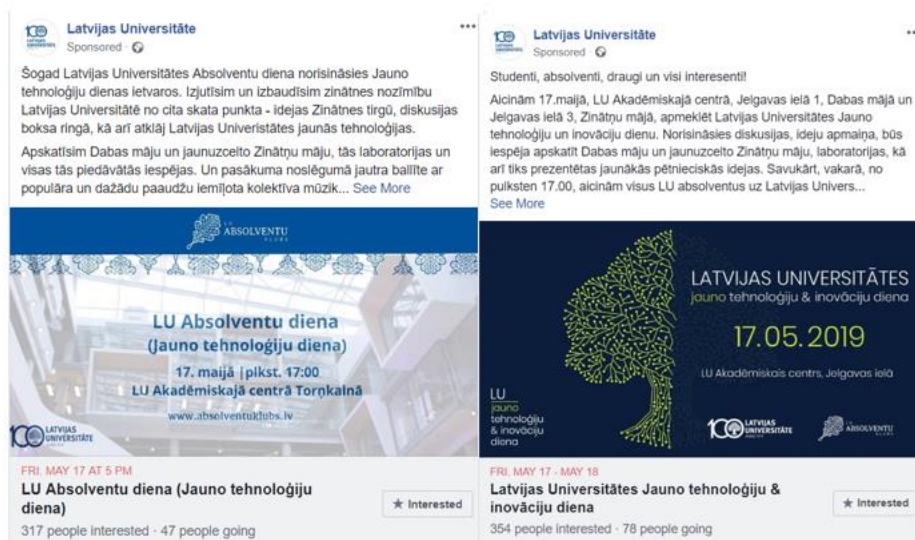 Latvijas Universitāte
Sponsored ·
Šogad Latvijas Universitātes Absolventu diena norisināsies Jauno
tehnoloģiju dienas ietvaros. Izjutīsim un izbaudīsim zinātnes nozīmību
Latvijas Universitātē no cita skata punkta - idejas Zinātnes tirgū, diskusijas
boksa ringā, kā arī atklāj Latvijas Univeristātes jaunās tehnoloģijas.
Apskatīsim Dabas māju un jaunuzcelto Zinātņu māju, tās laboratorijas un
visas tās piedāvātās iespējas. Un pasākuma noslēgumā jautra ballīte ar
populāra un dažādu paaudžu iemīļota kolektīva mūzik... See More
LU
ABSOLVENTU
KLUBS
LU Absolventu diena
(Jauno tehnoloģiju diena)
17. maijā |plkst. 17:00
LU Akadēmiskajā centrā Torņkalnā
www.absolventuklubs.lv
100 LATVIJAS
UNIVERSITĀTE
FRI, MAY 17 AT 5 PM
LU Absolventu diena (Jauno tehnoloģiju
diena)
★ Interested
317 people interested · 47 people going
Latvijas Universitāte
Sponsored ·
Studenti, absolventi, draugi un visi interesenti!
Aicinām 17.maijā, LU Akadēmiskajā centrā, Jelgavas ielā 1, Dabas mājā un
Jelgavas ielā 3, Zinātņu mājā, apmeklēt Latvijas Universitātes Jauno
tehnoloģiju un inovāciju dienu. Norisināsies diskusijas, ideju apmaiņa, būs
iespēja apskatīt Dabas māju un jaunuzcelto Zinātņu māju, laboratorijas, kā
arī tiks prezentētas jaunākās pētnieciskās idejas. Savukārt, vakarā, no
pulksten 17.00, aicinām visus LU absolventus uz Latvijas Univers...
See More
LATVIJAS UNIVERSITĀTES
jauno tehnoloģiju & inovāciju diena
17.05.2019
LU Akadēmiskais centrs, Jelgavas ielā
LU
jauno
tehnoloģiju
& inovāciju
diena
100 LATVIJAS
UNIVERSITĀTE
ABSOLVENTU
FRI, MAY 17 - MAY 18
Latvijas Universitātes Jauno tehnoloģiju &
inovāciju diena
★ Interested
354 people interested · 78 people going